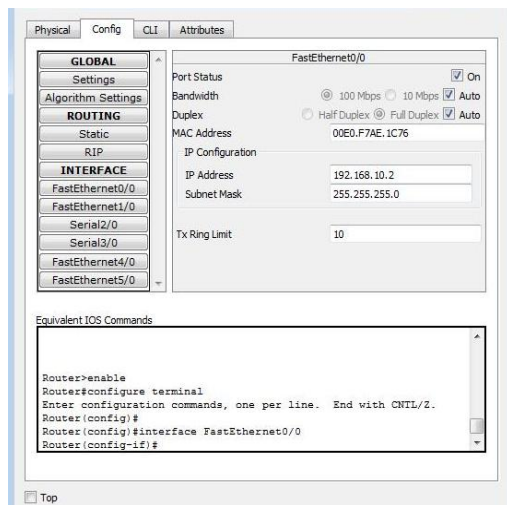 Physical Config CLI Attributes
GLOBAL
Settings
Algorithm Settings
ROUTING
Static
RIP
INTERFACE
FastEthernet0/0
FastEthernet1/0
Serial2/0
Serial3/0
FastEthernet4/0
FastEthernet5/0
FastEthernet0/0
Port Status On
Bandwidth 100 Mbps 10 Mbps Auto
Duplex Half Duplex Full Duplex Auto
MAC Address 00E0.F7AE.1C76
IP Configuration
IP Address 192.168.10.2
Subnet Mask 255.255.255.0
Tx Ring Limit 10
Equivalent IOS Commands
Router>enable
Router#configure terminal
Enter configuration commands, one per line. End with CNTL/Z.
Router(config)#
Router(config)#interface FastEthernet0/0
Router(config-if)#
Top